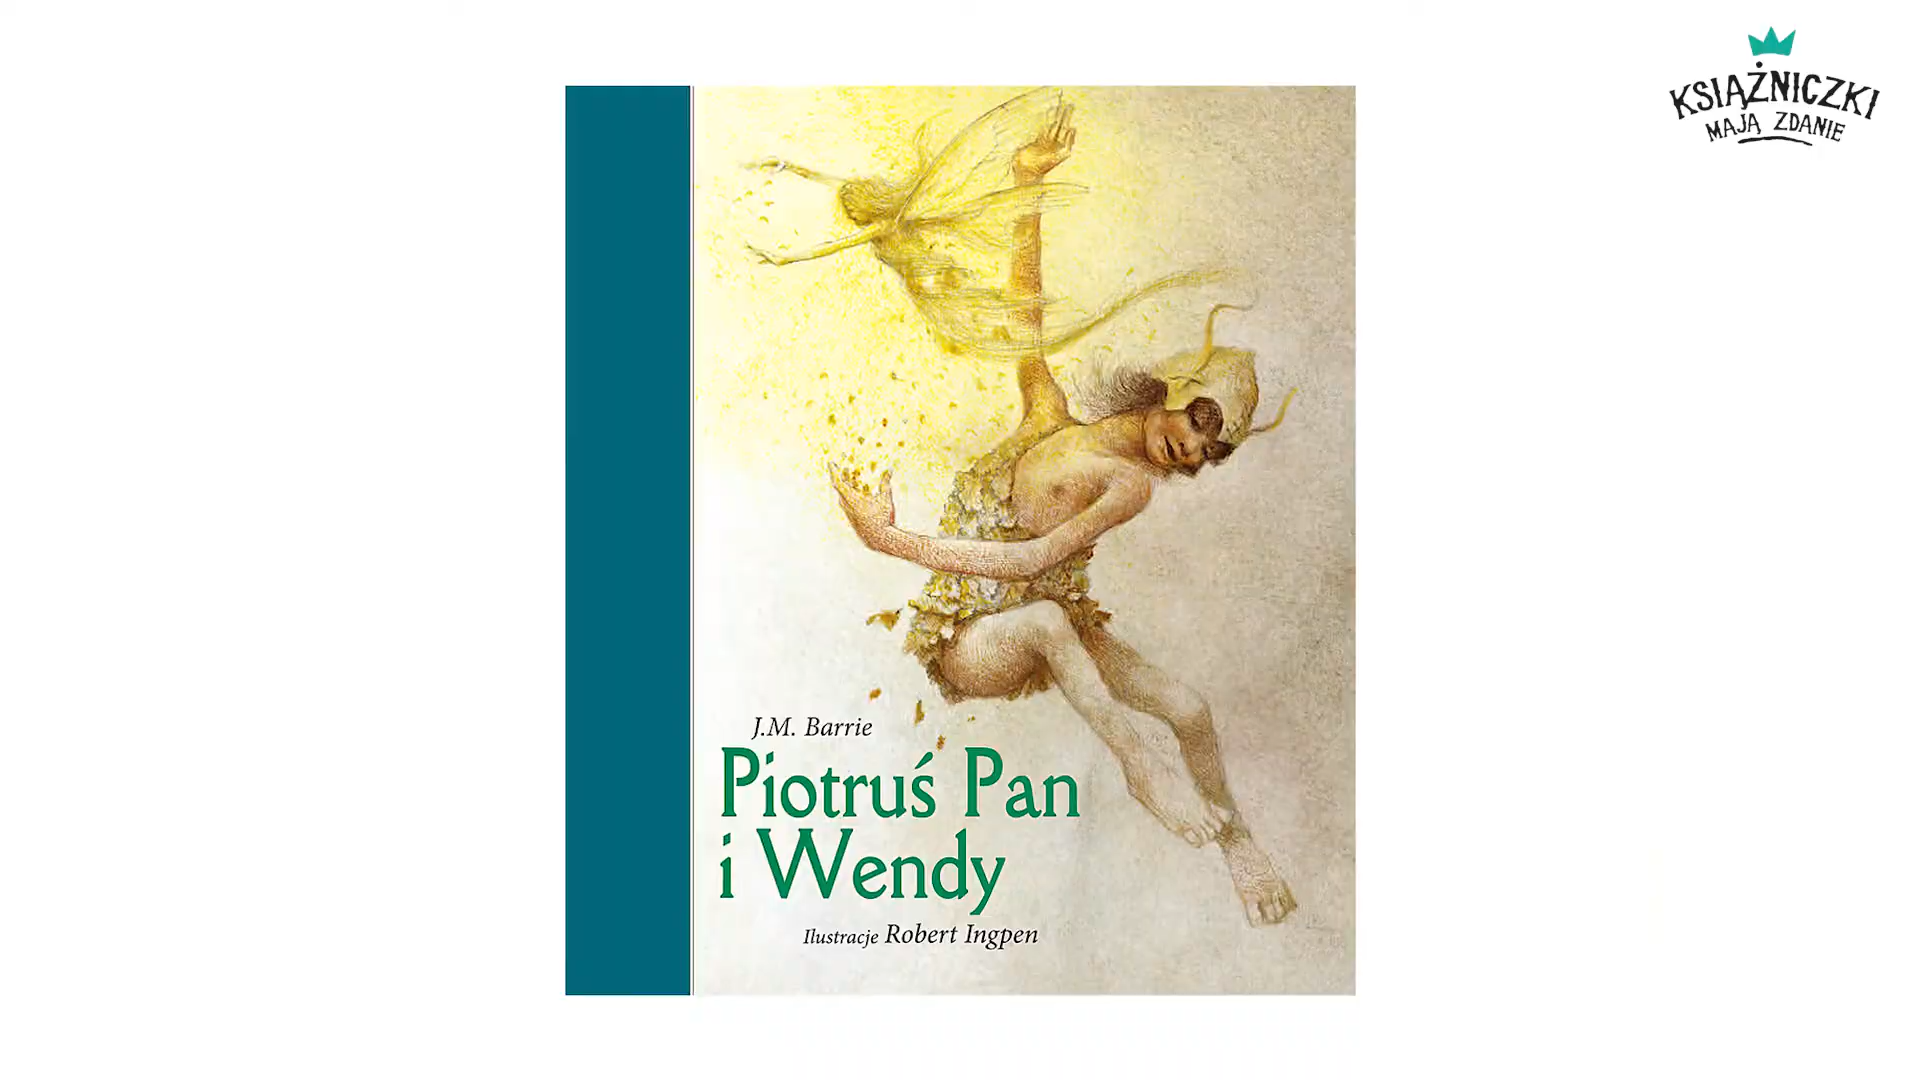 KSIĄŻNICZKI
MAJĄ ZDANIE
J.M. Barrie
Piotruś Pan
i Wendy
Ilustracje Robert Ingpen